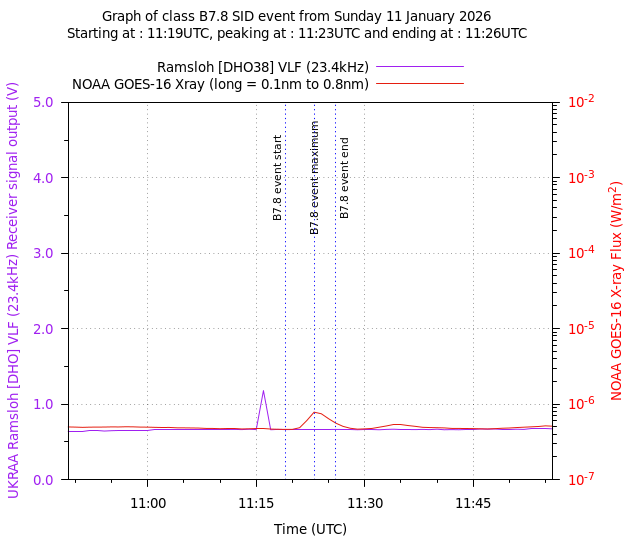 Graph of class B7.8 SID event from Sunday 11 January 2026
Starting at : 11:19UTC, peaking at : 11:23UTC and ending at : 11:26UTC
Ramsloh [DHO38] VLF (23.4kHz)
NOAA GOES-16 Xray (long = 0.1nm to 0.8nm)
UKRAA Ramsloh [DHO] VLF (23.4kHz) Receiver signal output (V)
5.0
4.0
3.0
2.0
1.0
0.0
B7.8 event start
B7.8 event maximum
B7.8 event end
10-2
10-3
10-4
10-5
10-6
10-7
NOAA GOES-16 X-ray Flux (W/m2)
11:00 11:15 11:30 11:45
Time (UTC)